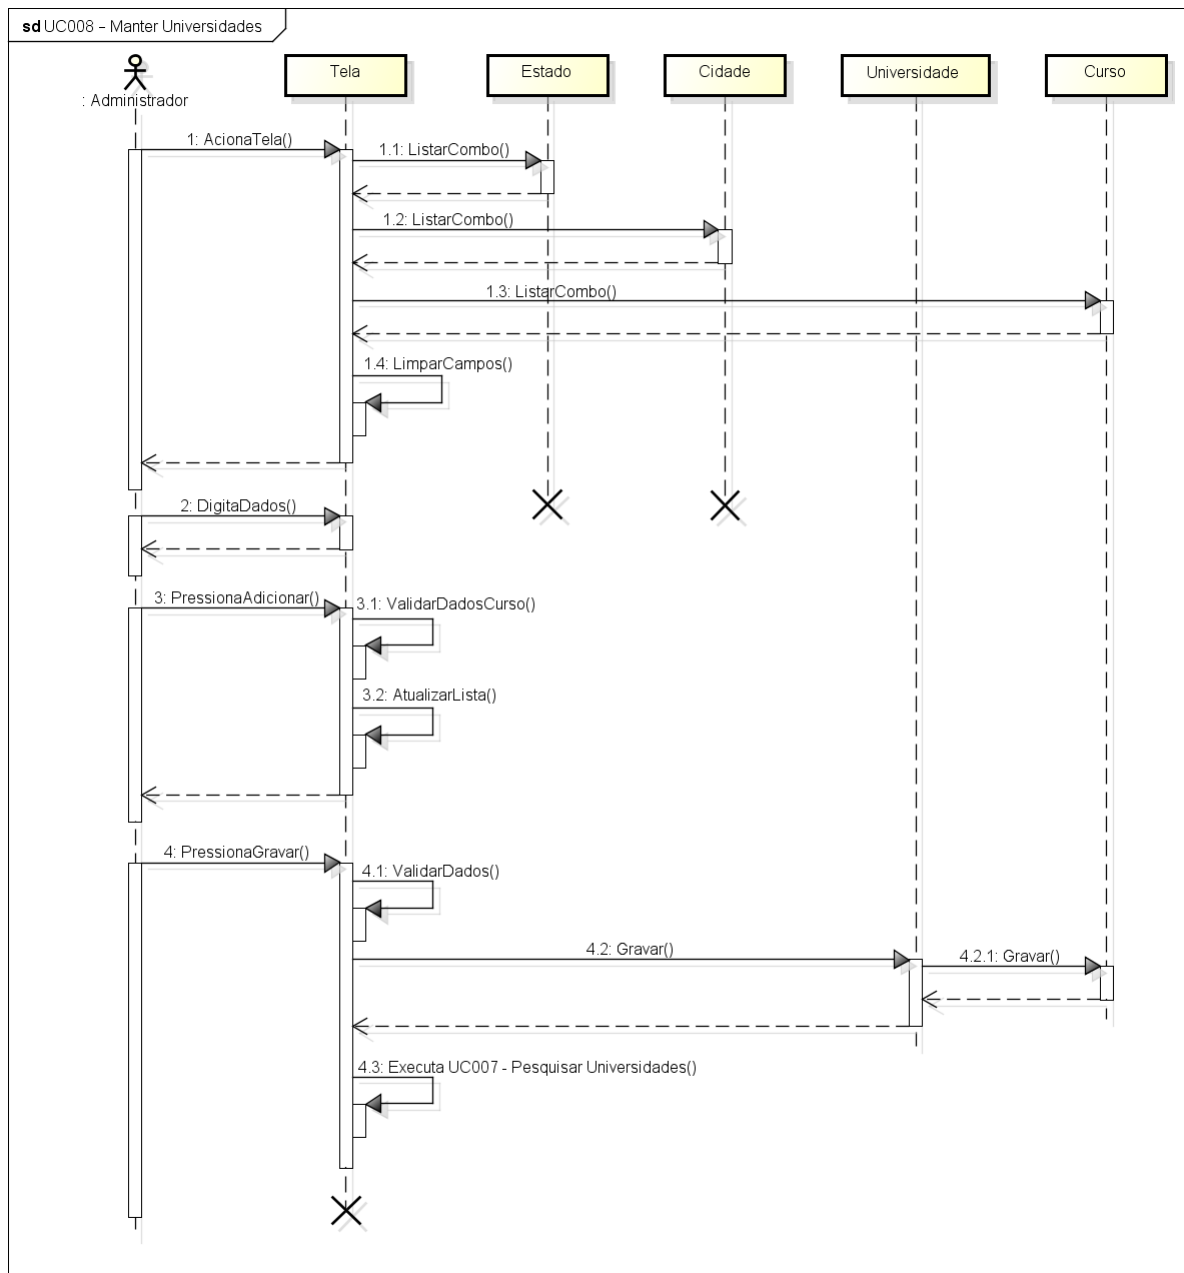 sd UC008 - Manter Universidades
: Administrador
Tela
Estado
Cidade
Universidade
Curso
1: AcionaTela()
1.1: ListarCombo()
1.2: ListarCombo()
1.3: ListarCombo()
1.4: LimparCampos()
2: DigitaDados()
3: PressionaAdicionar()
3.1: ValidarDadosCurso()
3.2: AtualizarLista()
4: PressionaGravar()
4.1: ValidarDados()
4.2: Gravar()
4.2.1: Gravar()
4.3: Executa UC007 - Pesquisar Universidades()